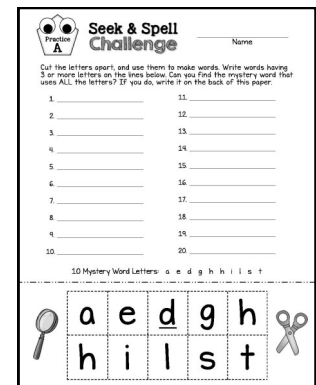 Practice
A
Seek & Spell
Challenge
Name
Cut the letters apart, and use them to make words. Write words having
3 or more letters on the lines below. Can you find the mystery word that
uses ALL the letters? If you do, write it on the back of this paper.
1.
2.
3.
4.
5.
6.
7.
8.
9.
10.
11.
12.
13.
14.
15.
16.
17.
18.
19.
20.
10 Mystery Word Letters: a e d g h h i l s t
a e d g h
h i l s t